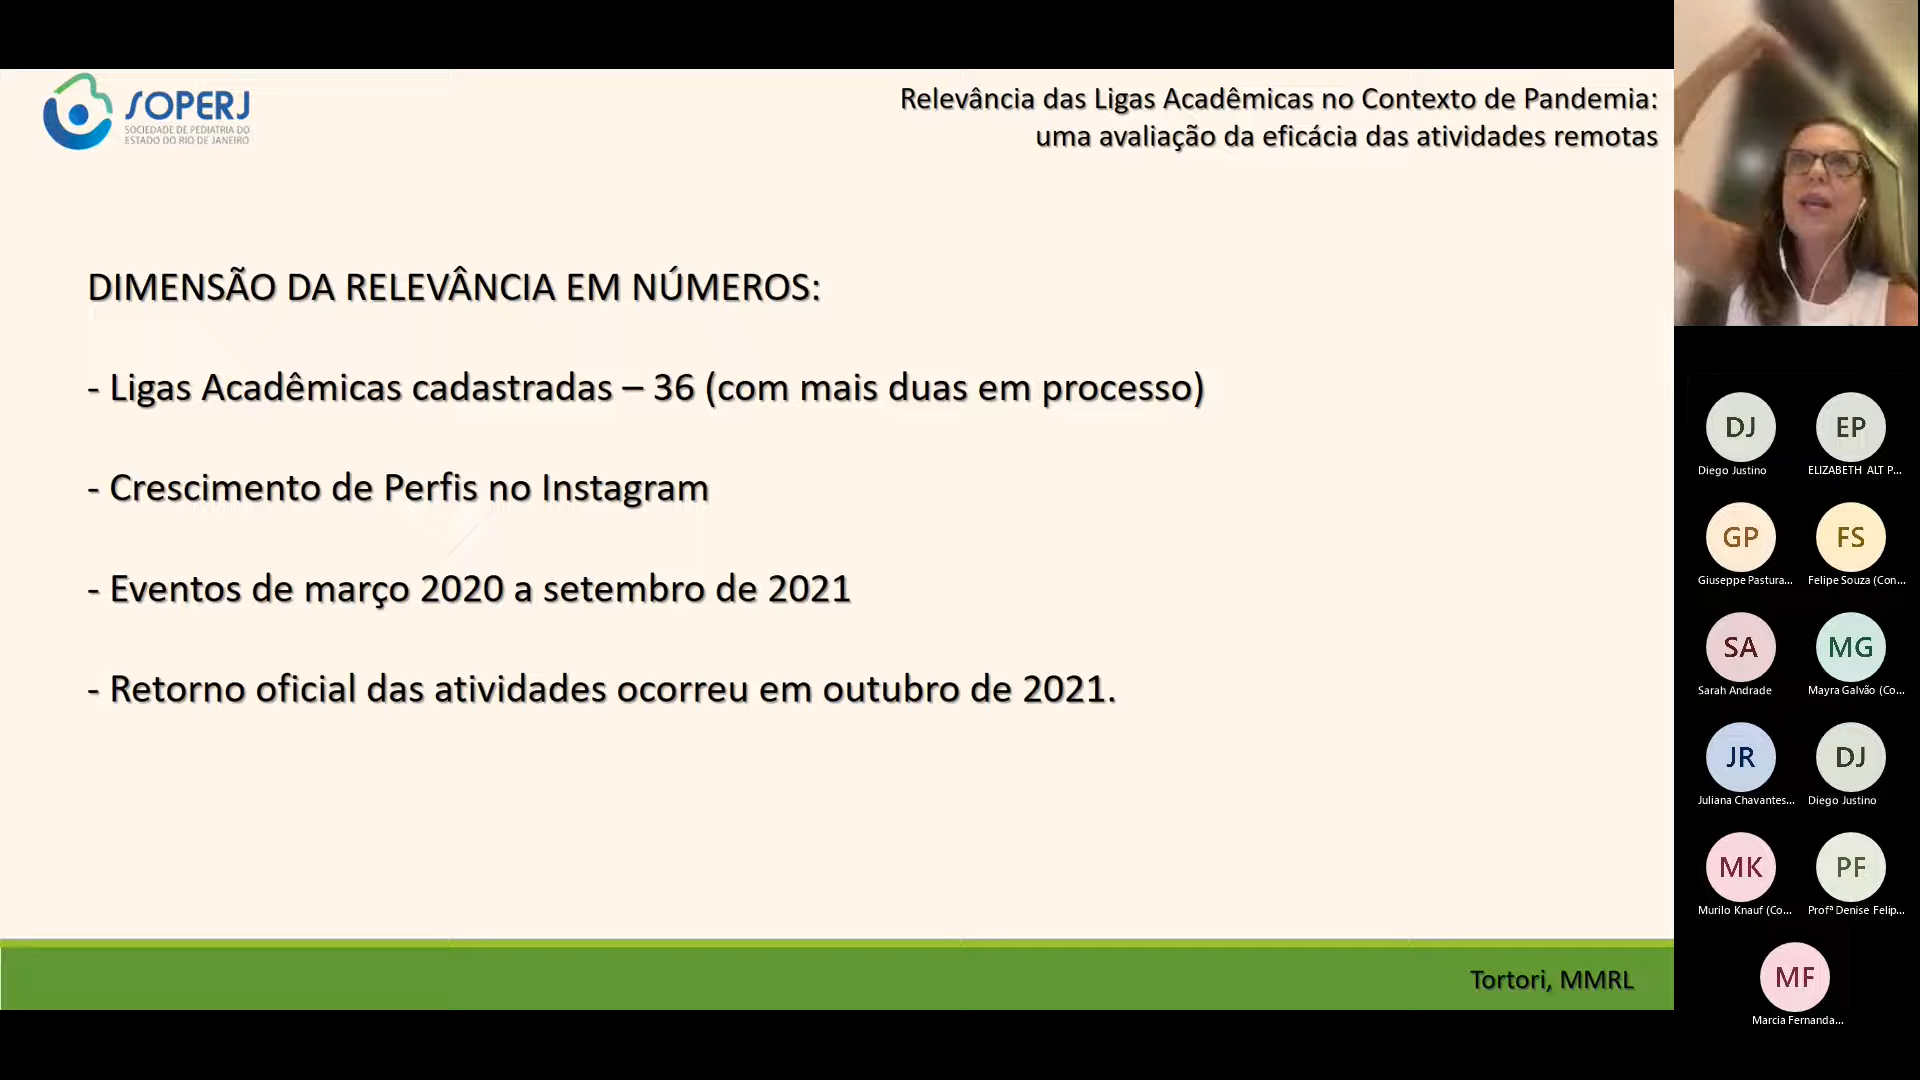 SOPERJ
SOCIEDADE DE PEDIATRIA DO
ESTADO DO RIO DE JANEIRO
Relevância das Ligas Acadêmicas no Contexto de Pandemia:
uma avaliação da eficácia das atividades remotas
DIMENSÃO DA RELEVÂNCIA EM NÚMEROS:
- Ligas Acadêmicas cadastradas – 36 (com mais duas em processo)
- Crescimento de Perfis no Instagram
- Eventos de março 2020 a setembro de 2021
- Retorno oficial das atividades ocorreu em outubro de 2021.
Tortori, MMRL
DJ
Diego Justino
EP
ELIZABETH ALT P...
GP
Giuseppe Pastura...
FS
Felipe Souza (Con...
SA
Sarah Andrade
MG
Mayra Galvão (Co...
JR
Juliana Chavantes...
DJ
Diego Justino
MK
Murilo Knauf (Co...
PF
Profª Denise Felip...
MF
Marcia Fernanda...